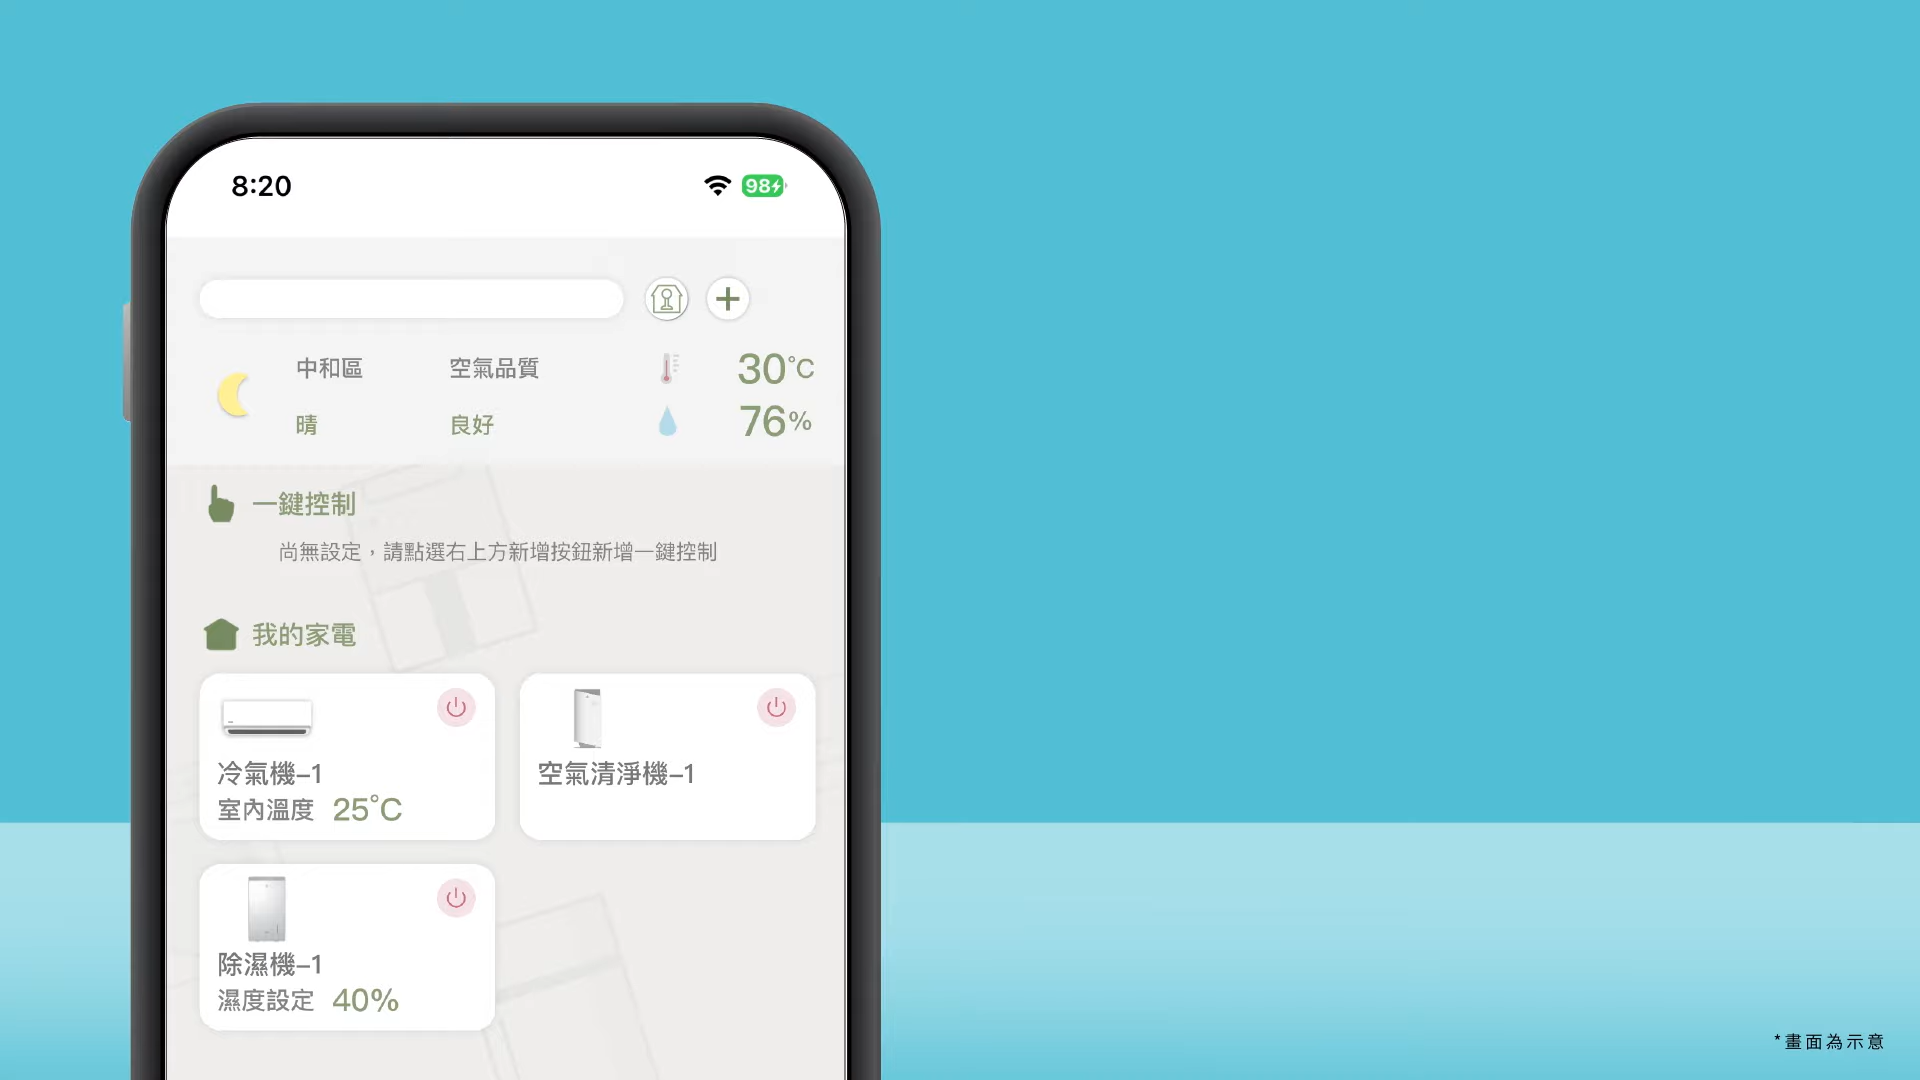 8:20
98
中和區
空氣品質
30°C
晴
良好
76%
一鍵控制
尚無設定，請點選右上方新增按鈕新增一鍵控制
我的家電
冷氣機–1
室內溫度 25°C
空氣清淨機–1
除濕機–1
濕度設定 40%
*畫面為示意